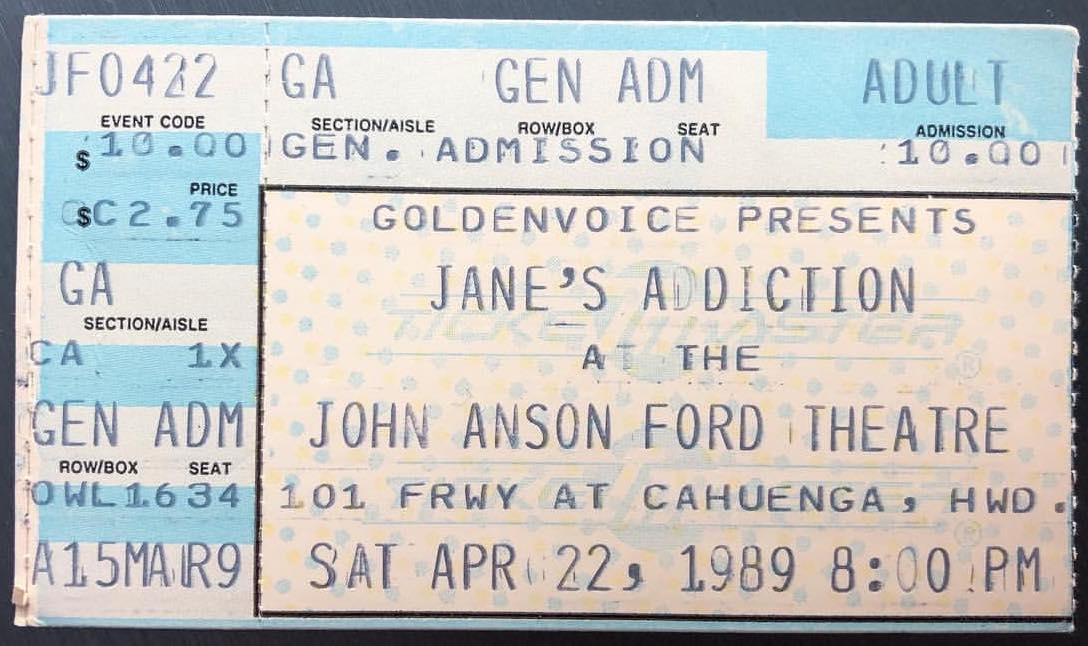 JF0422
EVENT CODE
$ 10.00
PRICE
$C 2.75
GA
SECTION/AISLE
CA 1X
GEN ADM
ROW/BOX SEAT
OWL1634
A15MAR9
GA GEN ADM ADULT
SECTION/AISLE ROW/BOX SEAT ADMISSION
GEN. ADMISSION 10.00
GOLDENVOICE PRESENTS
JANE'S ADDICTION
TICKETMASTER ®
AT THE
JOHN ANSON FORD THEATRE
101 FRWY AT CAHUENGA, HWD.
®
SAT APR 22, 1989 8:00 PM